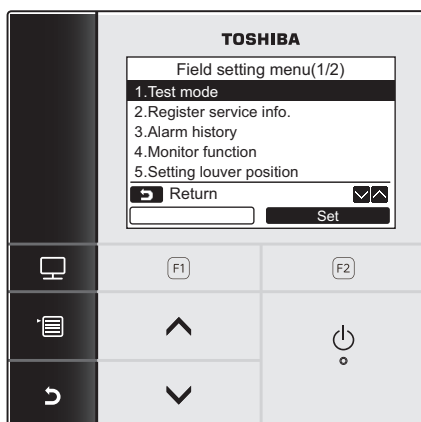 TOSHIBA
Field setting menu(1/2)
1.Test mode
2.Register service info.
3.Alarm history
4.Monitor function
5.Setting louver position
Return
Set
F1
F2